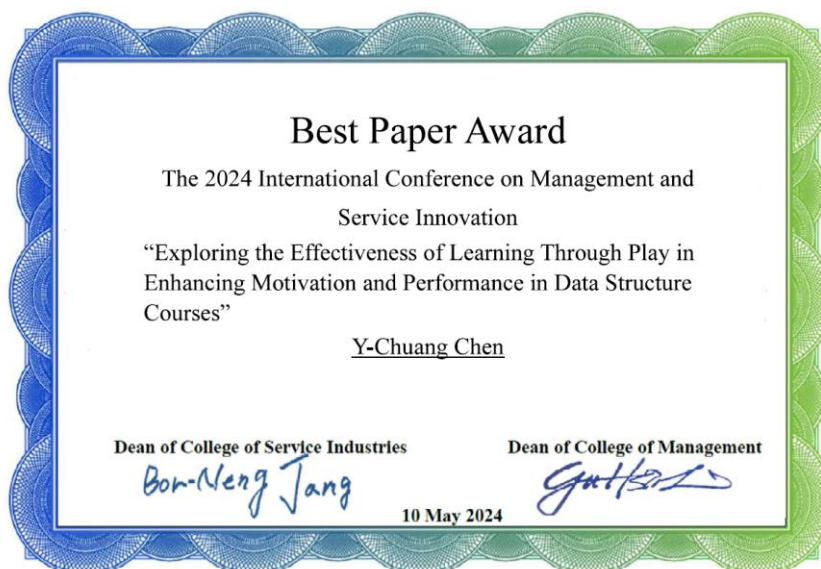 Best Paper Award
The 2024 International Conference on Management and
Service Innovation
“Exploring the Effectiveness of Learning Through Play in
Enhancing Motivation and Performance in Data Structure
Courses”
Y-Chuang Chen
Dean of College of Service Industries
Dean of College of Management
Bor-Neng Jang
10 May 2024